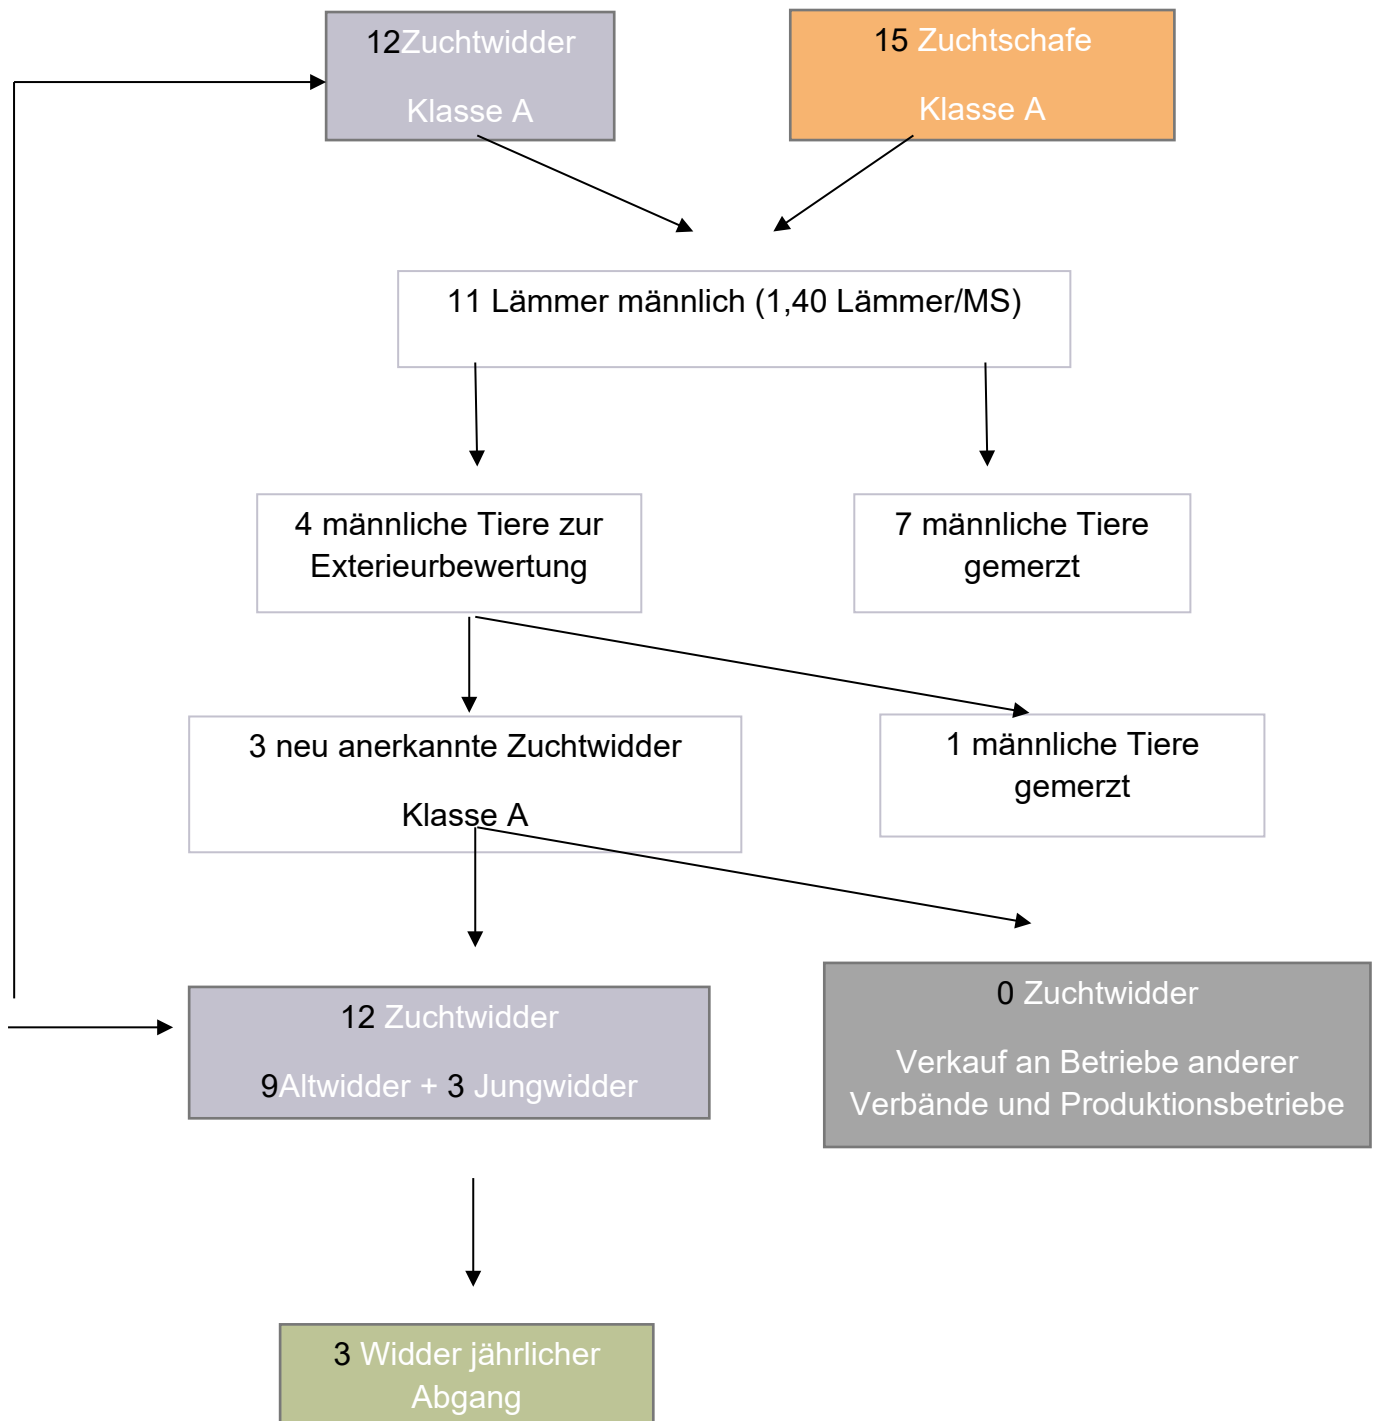 12Zuchtwidder
Klasse A
15 Zuchtschafe
Klasse A
11 Lämmer männlich (1,40 Lämmer/MS)
4 männliche Tiere zur
Exterieurbewertung
7 männliche Tiere
gemerzt
3 neu anerkannte Zuchtwidder
Klasse A
1 männliche Tiere
gemerzt
12 Zuchtwidder
9Altwidder + 3 Jungwidder
0 Zuchtwidder
Verkauf an Betriebe anderer
Verbände und Produktionsbetriebe
3 Widder jährlicher
Abgang